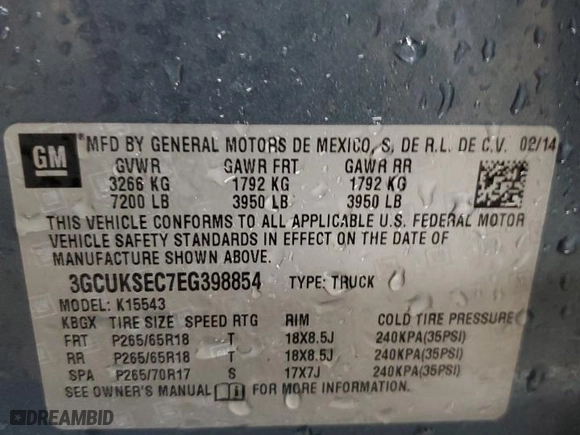 GM
MFD BY GENERAL MOTORS DE MEXICO, S. DE R.L. DE C.V. 02/14
GVWR GAWR FRT GAWR RR
3266 KG 1792 KG 1792 KG
7200 LB 3950 LB 3950 LB
THIS VEHICLE CONFORMS TO ALL APPLICABLE U.S. FEDERAL MOTOR
VEHICLE SAFETY STANDARDS IN EFFECT ON THE DATE OF
MANUFACTURE SHOWN ABOVE.
3GCUKSEC7EG398854 TYPE: TRUCK
MODEL: K15543
KBGX TIRE SIZE SPEED RTG RIM COLD TIRE PRESSURE
FRT P265/65R18 T 18X8.5J 240KPA(35PSI)
RR P265/65R18 T 18X8.5J 240KPA(35PSI)
SPA P265/70R17 S 17X7J 240KPA(35PSI)
SEE OWNER'S MANUAL FOR MORE INFORMATION.
DREAMBID